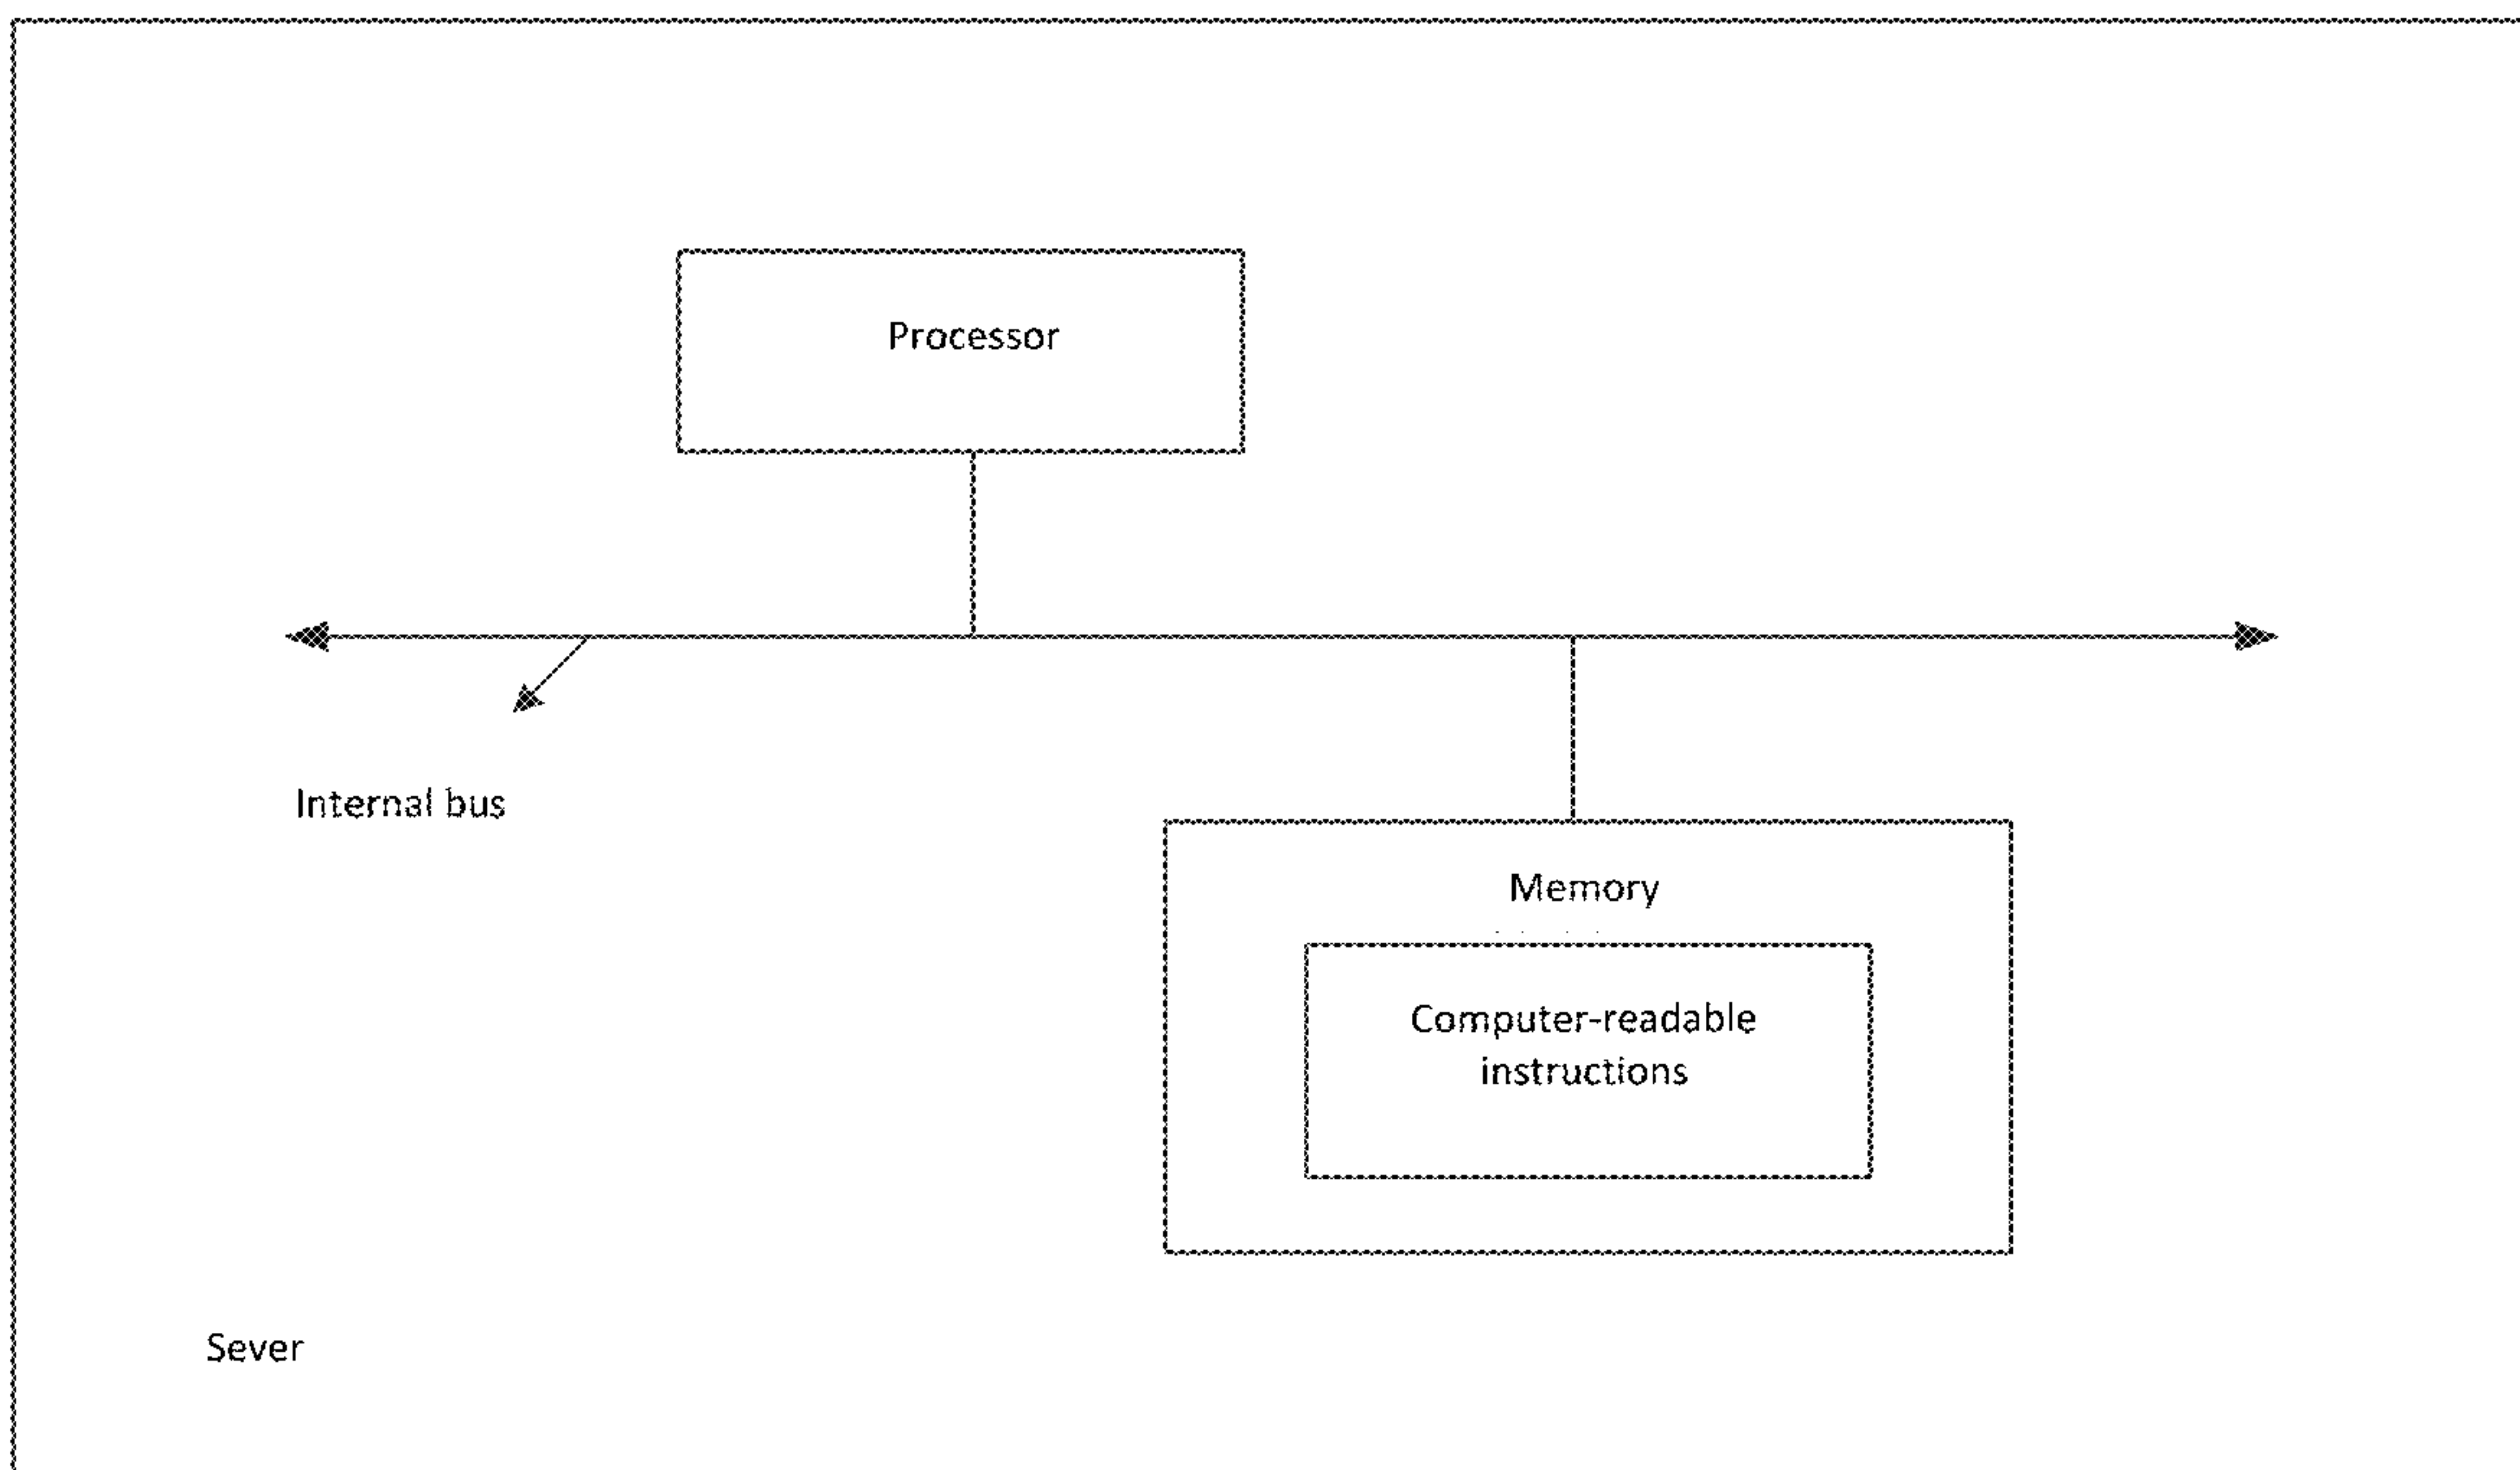 Processor
Internal bus
Memory
Computer-readable
instructions
Sever